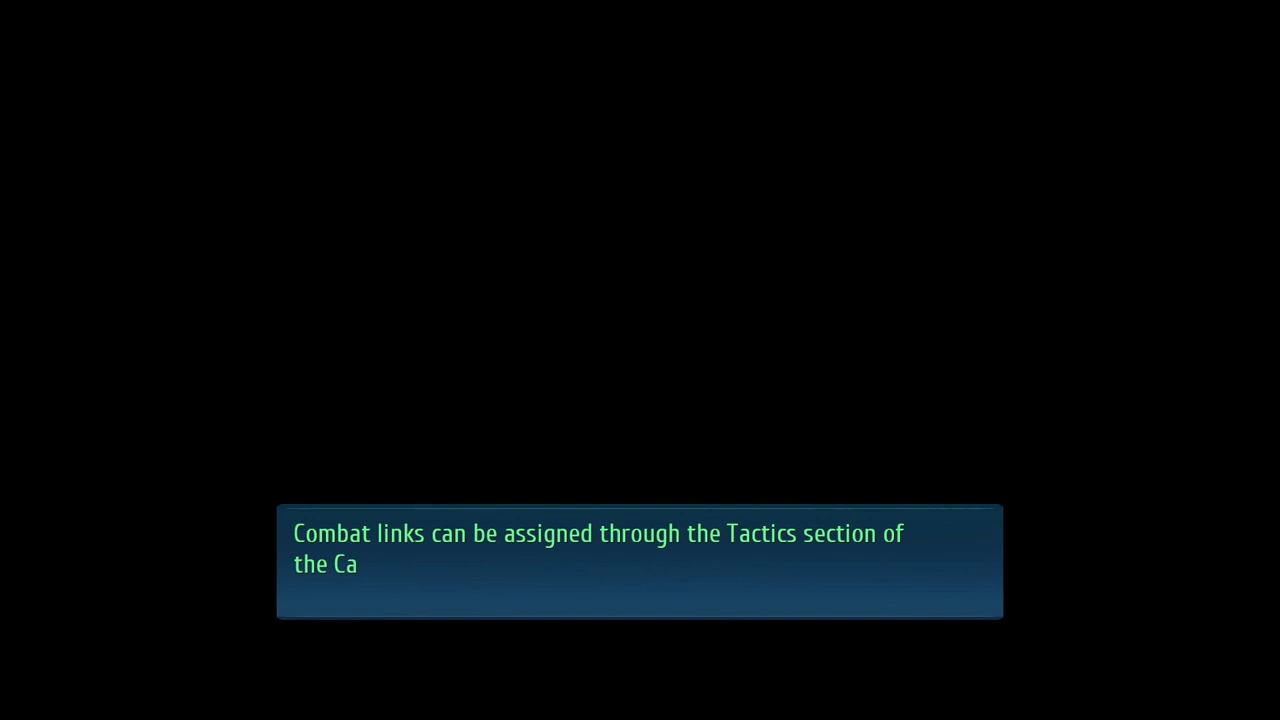 Combat links can be assigned through the Tactics section of
the Ca